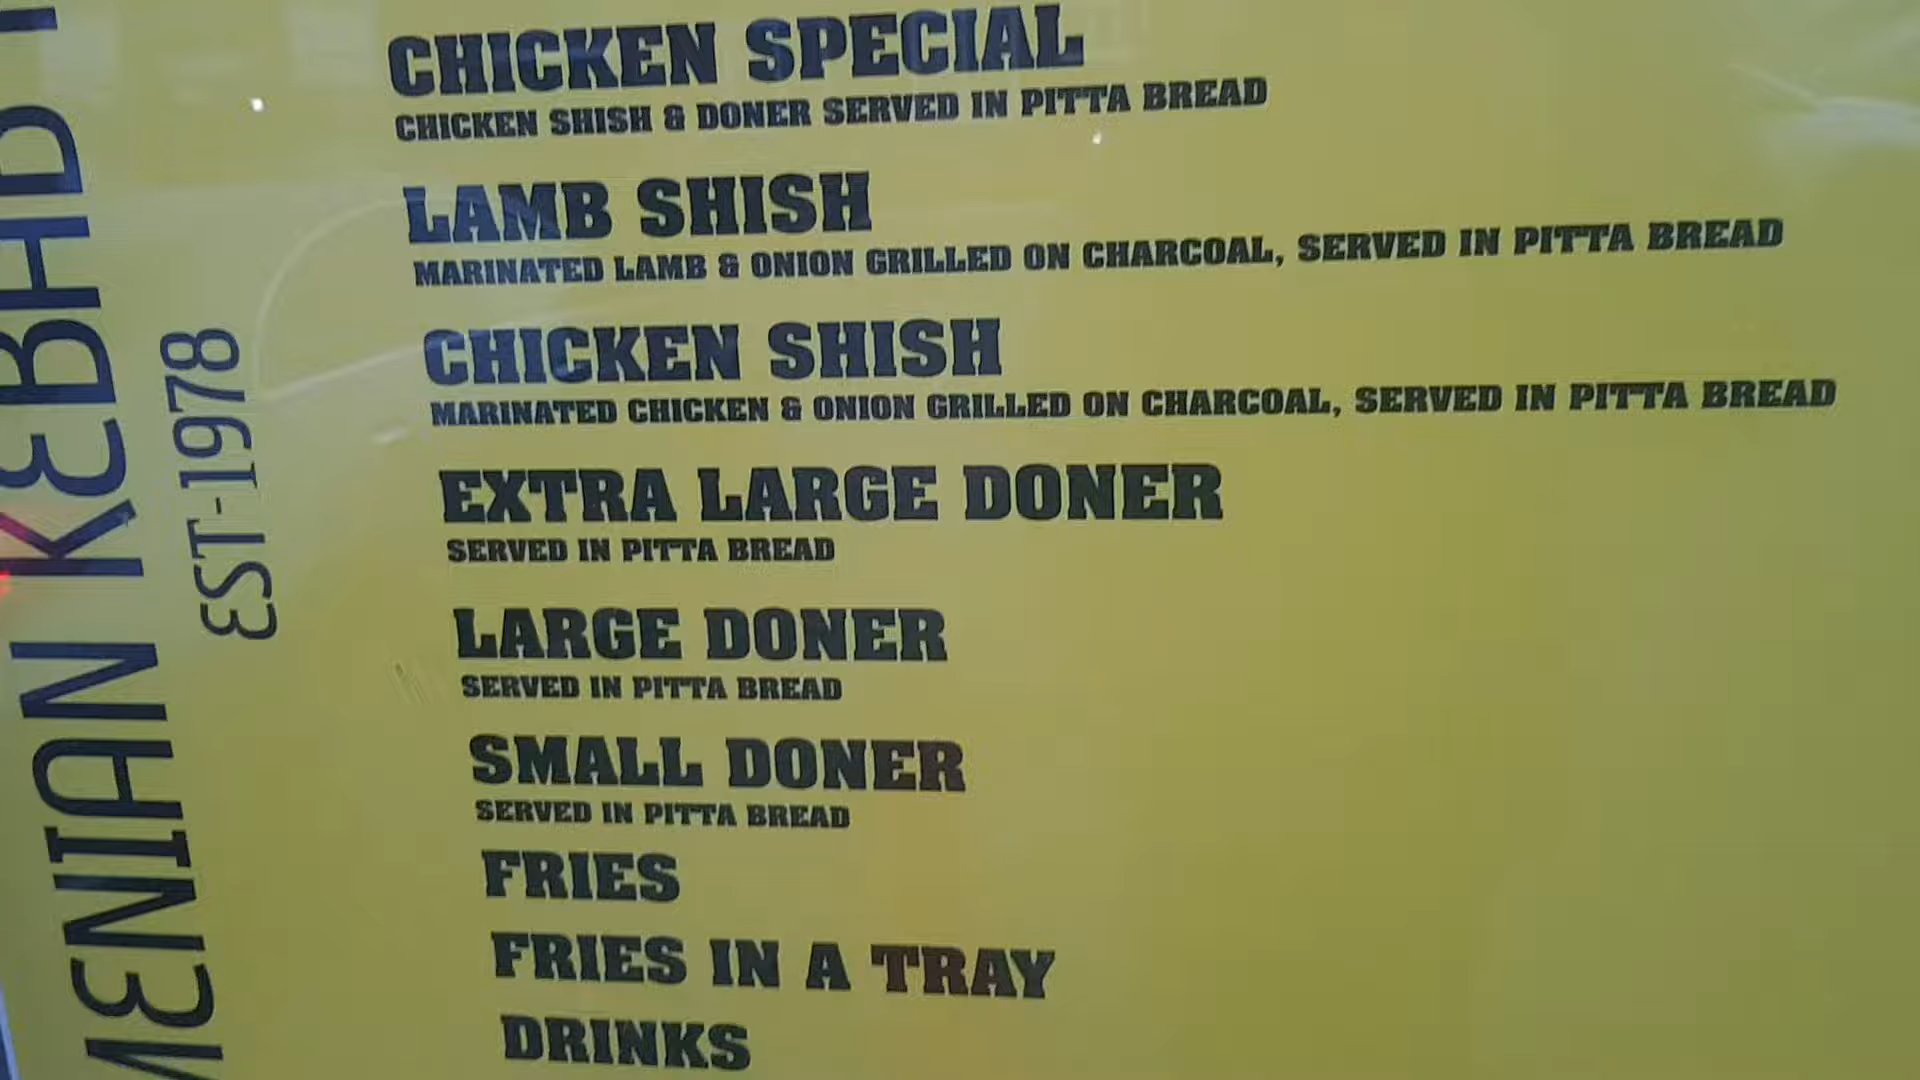 CHICKEN SPECIAL
CHICKEN SHISH & DONER SERVED IN PITTA BREAD
LAMB SHISH
MARINATED LAMB & ONION GRILLED ON CHARCOAL, SERVED IN PITTA BREAD
CHICKEN SHISH
MARINATED CHICKEN & ONION GRILLED ON CHARCOAL, SERVED IN PITTA BREAD
EXTRA LARGE DONER
SERVED IN PITTA BREAD
LARGE DONER
SERVED IN PITTA BREAD
SMALL DONER
SERVED IN PITTA BREAD
FRIES
FRIES IN A TRAY
DRINKS
MENIAN KEBAB
EST-1978